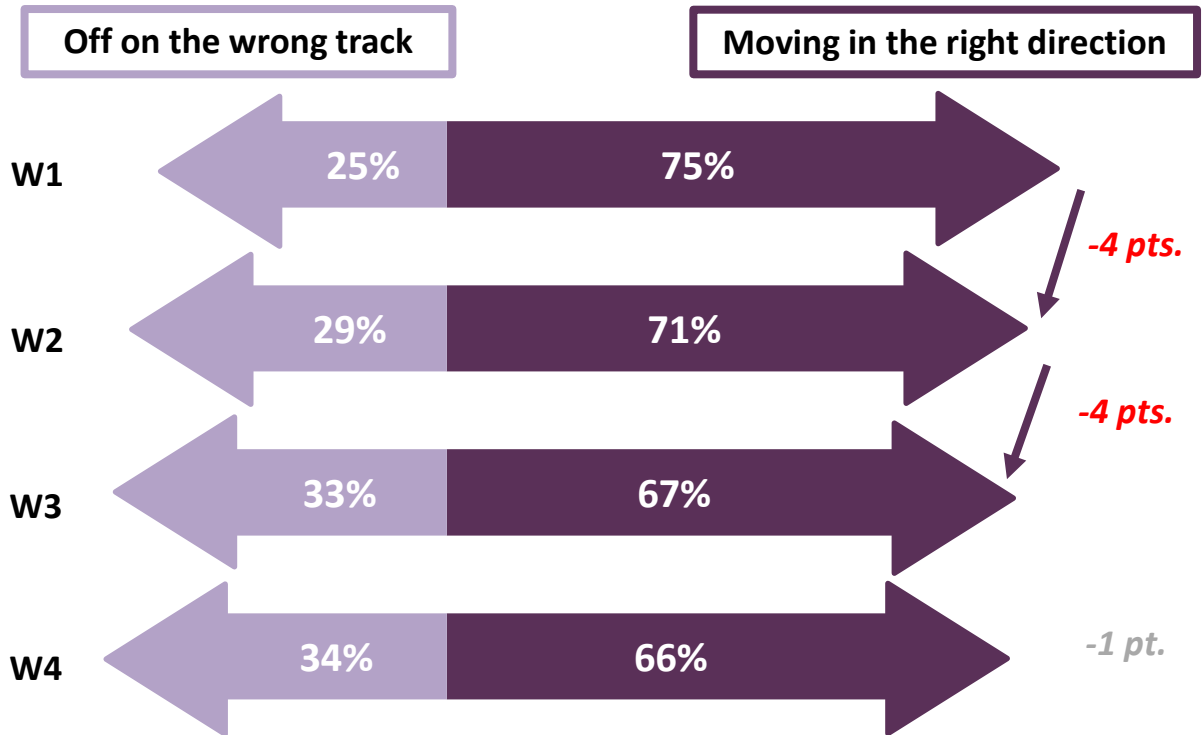 Off on the wrong track
Moving in the right direction
W1
25%
75%
-4 pts.
W2
29%
71%
-4 pts.
W3
33%
67%
W4
34%
66%
-1 pt.